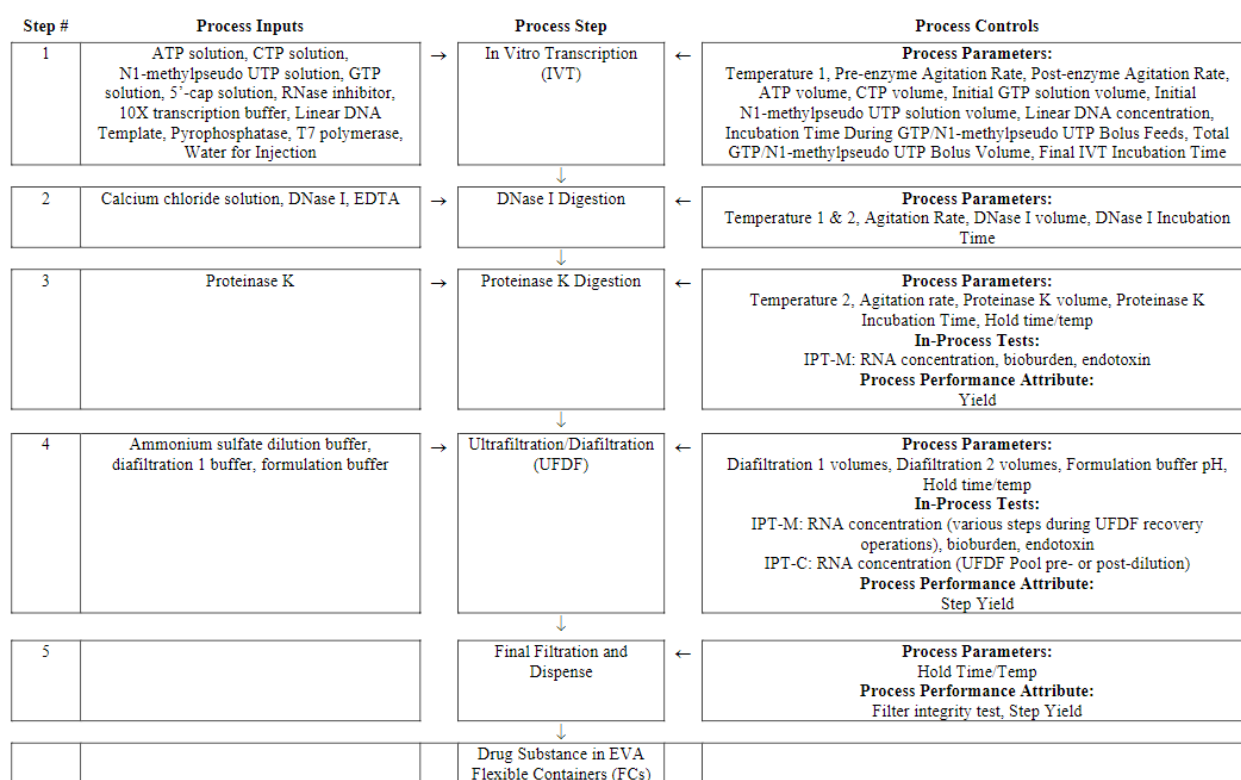 Step #
Process Inputs
Process Step
Process Controls
1
ATP solution, CTP solution,
N1-methylpseudo UTP solution, GTP
solution, 5'-cap solution, RNase inhibitor,
10X transcription buffer, Linear DNA
Template, Pyrophosphatase, T7 polymerase,
Water for Injection
→
In Vitro Transcription
(IVT)
←
Process Parameters:
Temperature 1, Pre-enzyme Agitation Rate, Post-enzyme Agitation Rate,
ATP volume, CTP volume, Initial GTP solution volume, Initial
N1-methylpseudo UTP solution volume, Linear DNA concentration,
Incubation Time During GTP/N1-methylpseudo UTP Bolus Feeds, Total
GTP/N1-methylpseudo UTP Bolus Volume, Final IVT Incubation Time
↓
2
Calcium chloride solution, DNase I, EDTA
→
DNase I Digestion
←
Process Parameters:
Temperature 1 & 2, Agitation Rate, DNase I volume, DNase I Incubation
Time
↓
3
Proteinase K
→
Proteinase K Digestion
←
Process Parameters:
Temperature 2, Agitation rate, Proteinase K volume, Proteinase K
Incubation Time, Hold time/temp
In-Process Tests:
IPT-M: RNA concentration, bioburden, endotoxin
Process Performance Attribute:
Yield
↓
4
Ammonium sulfate dilution buffer,
diafiltration 1 buffer, formulation buffer
→
Ultrafiltration/Diafiltration
(UFDF)
←
Process Parameters:
Diafiltration 1 volumes, Diafiltration 2 volumes, Formulation buffer pH,
Hold time/temp
In-Process Tests:
IPT-M: RNA concentration (various steps during UFDF recovery
operations), bioburden, endotoxin
IPT-C: RNA concentration (UFDF Pool pre- or post-dilution)
Process Performance Attribute:
Step Yield
↓
5
Final Filtration and
Dispense
←
Process Parameters:
Hold Time/Temp
Process Performance Attribute:
Filter integrity test, Step Yield
↓
Drug Substance in EVA
Flexible Containers (FCs)